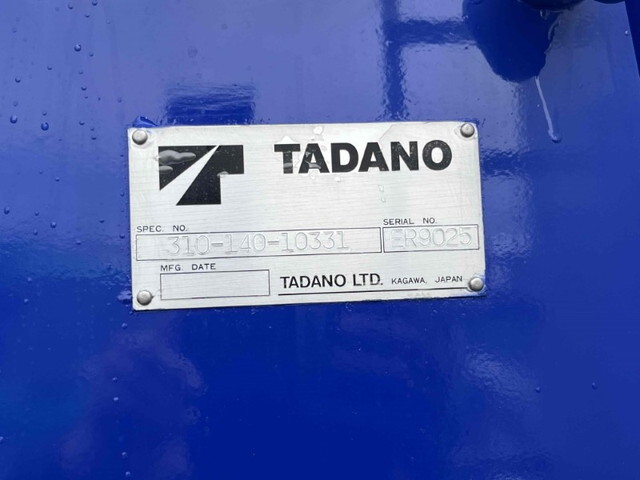 TADANO
SPEC. NO. SERIAL NO.
310-140-10331 ER9025
MFG. DATE
TADANO LTD. KAGAWA, JAPAN